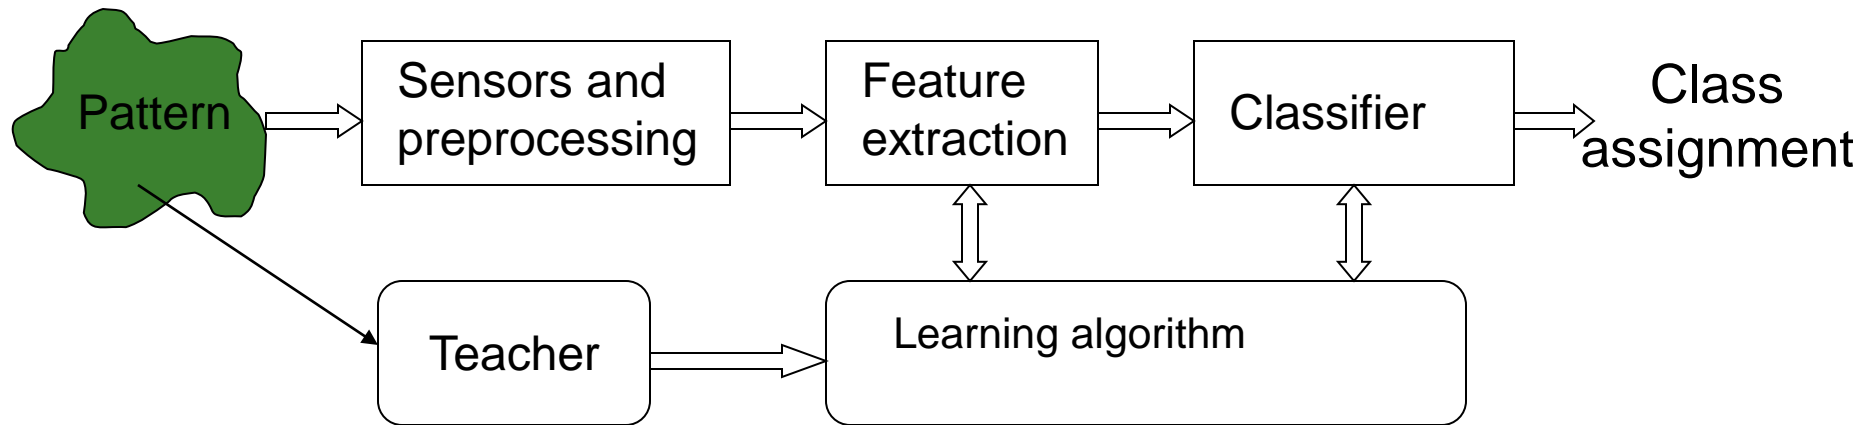 Pattern
Sensors and
preprocessing
Feature
extraction
Classifier
Class
assignment
Teacher
Learning algorithm